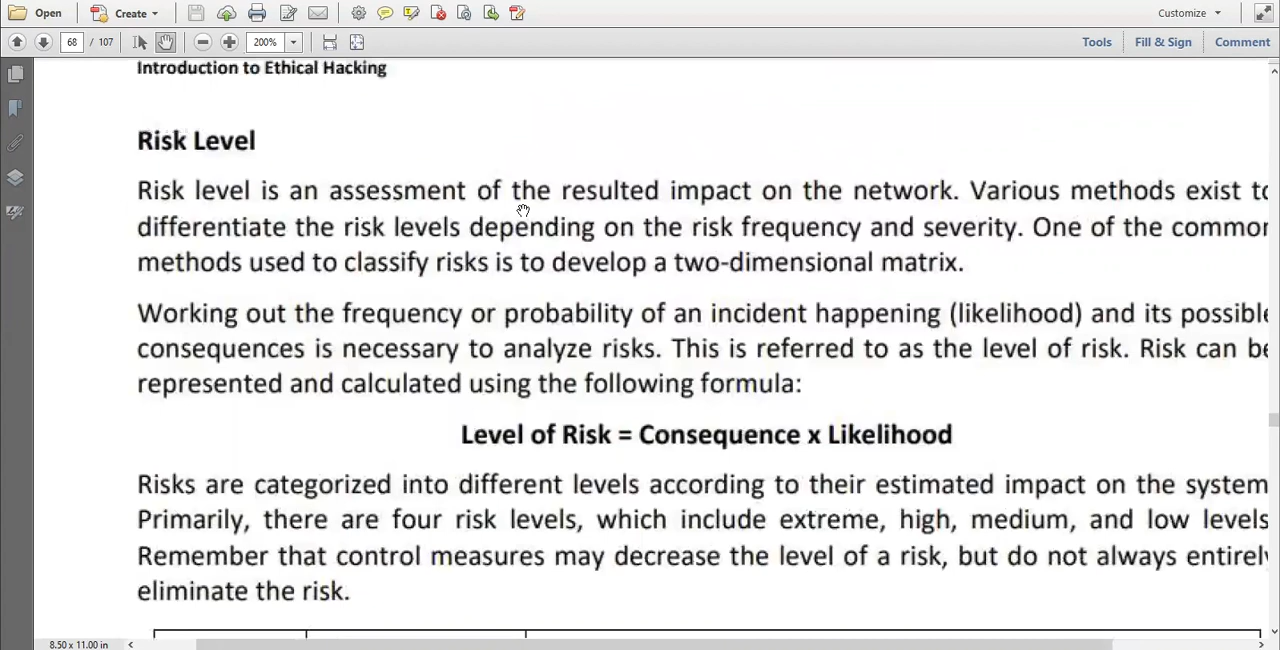 Open Create Customize
68 / 107 200% Tools Fill & Sign Comment
Introduction to Ethical Hacking
Risk Level
Risk level is an assessment of the resulted impact on the network. Various methods exist to
differentiate the risk levels depending on the risk frequency and severity. One of the common
methods used to classify risks is to develop a two-dimensional matrix.
Working out the frequency or probability of an incident happening (likelihood) and its possible
consequences is necessary to analyze risks. This is referred to as the level of risk. Risk can be
represented and calculated using the following formula:
Level of Risk = Consequence x Likelihood
Risks are categorized into different levels according to their estimated impact on the system
Primarily, there are four risk levels, which include extreme, high, medium, and low levels
Remember that control measures may decrease the level of a risk, but do not always entirely
eliminate the risk.
8.50 x 11.00 in